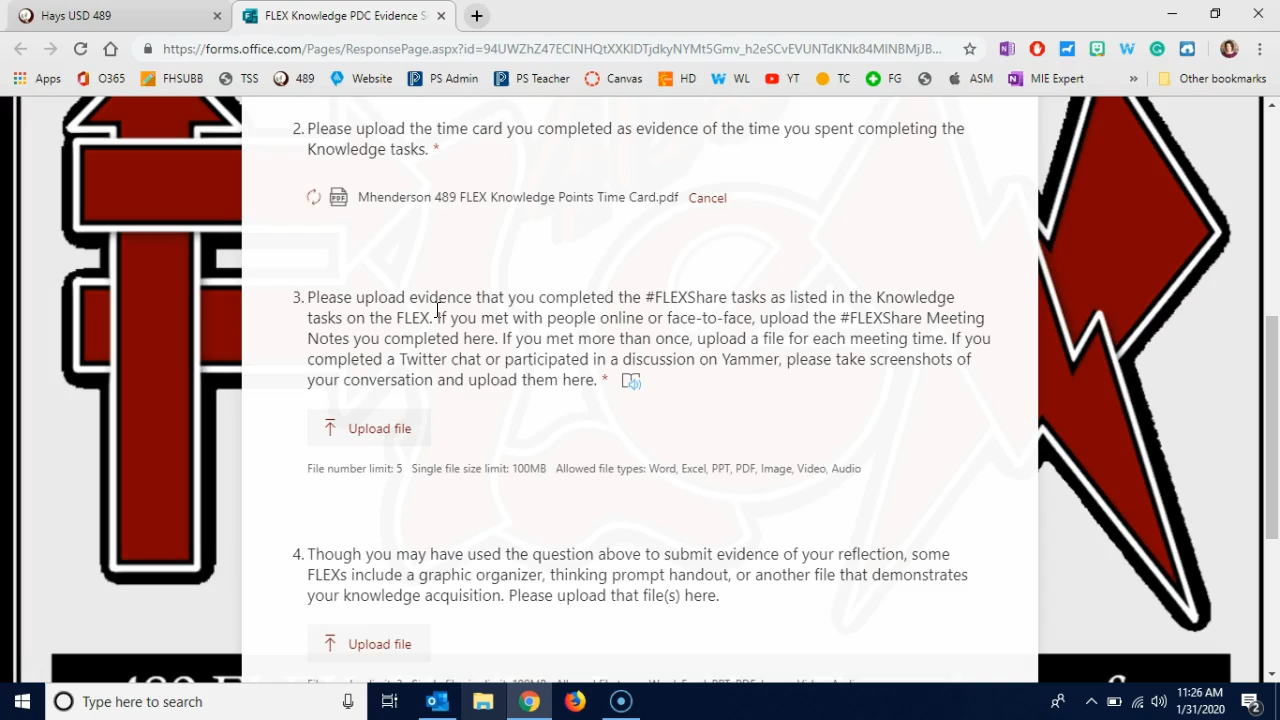 Hays USD 489
FLEX Knowledge PDC Evidence S
https://forms.office.com/Pages/ResponsePage.aspx?id=94UWZhZ47ECINHQtXXKIDTjdkyNYMt5Gmv_h2eSCvEVUNTdKNk84MlNBMjJB...
Apps O365 FHSUBB TSS 489 Website PS Admin PS Teacher Canvas HD WL YT TC FG ASM MIE Expert » Other bookmarks
2. Please upload the time card you completed as evidence of the time you spent completing the
Knowledge tasks. *
PDF Mhenderson 489 FLEX Knowledge Points Time Card.pdf Cancel
3. Please upload evidence that you completed the #FLEXShare tasks as listed in the Knowledge
tasks on the FLEX. If you met with people online or face-to-face, upload the #FLEXShare Meeting
Notes you completed here. If you met more than once, upload a file for each meeting time. If you
completed a Twitter chat or participated in a discussion on Yammer, please take screenshots of
your conversation and upload them here. *
Upload file
File number limit: 5 Single file size limit: 100MB Allowed file types: Word, Excel, PPT, PDF, Image, Video, Audio
4. Though you may have used the question above to submit evidence of your reflection, some
FLEXs include a graphic organizer, thinking prompt handout, or another file that demonstrates
your knowledge acquisition. Please upload that file(s) here.
Upload file
Type here to search
11:26 AM
1/31/2020
2